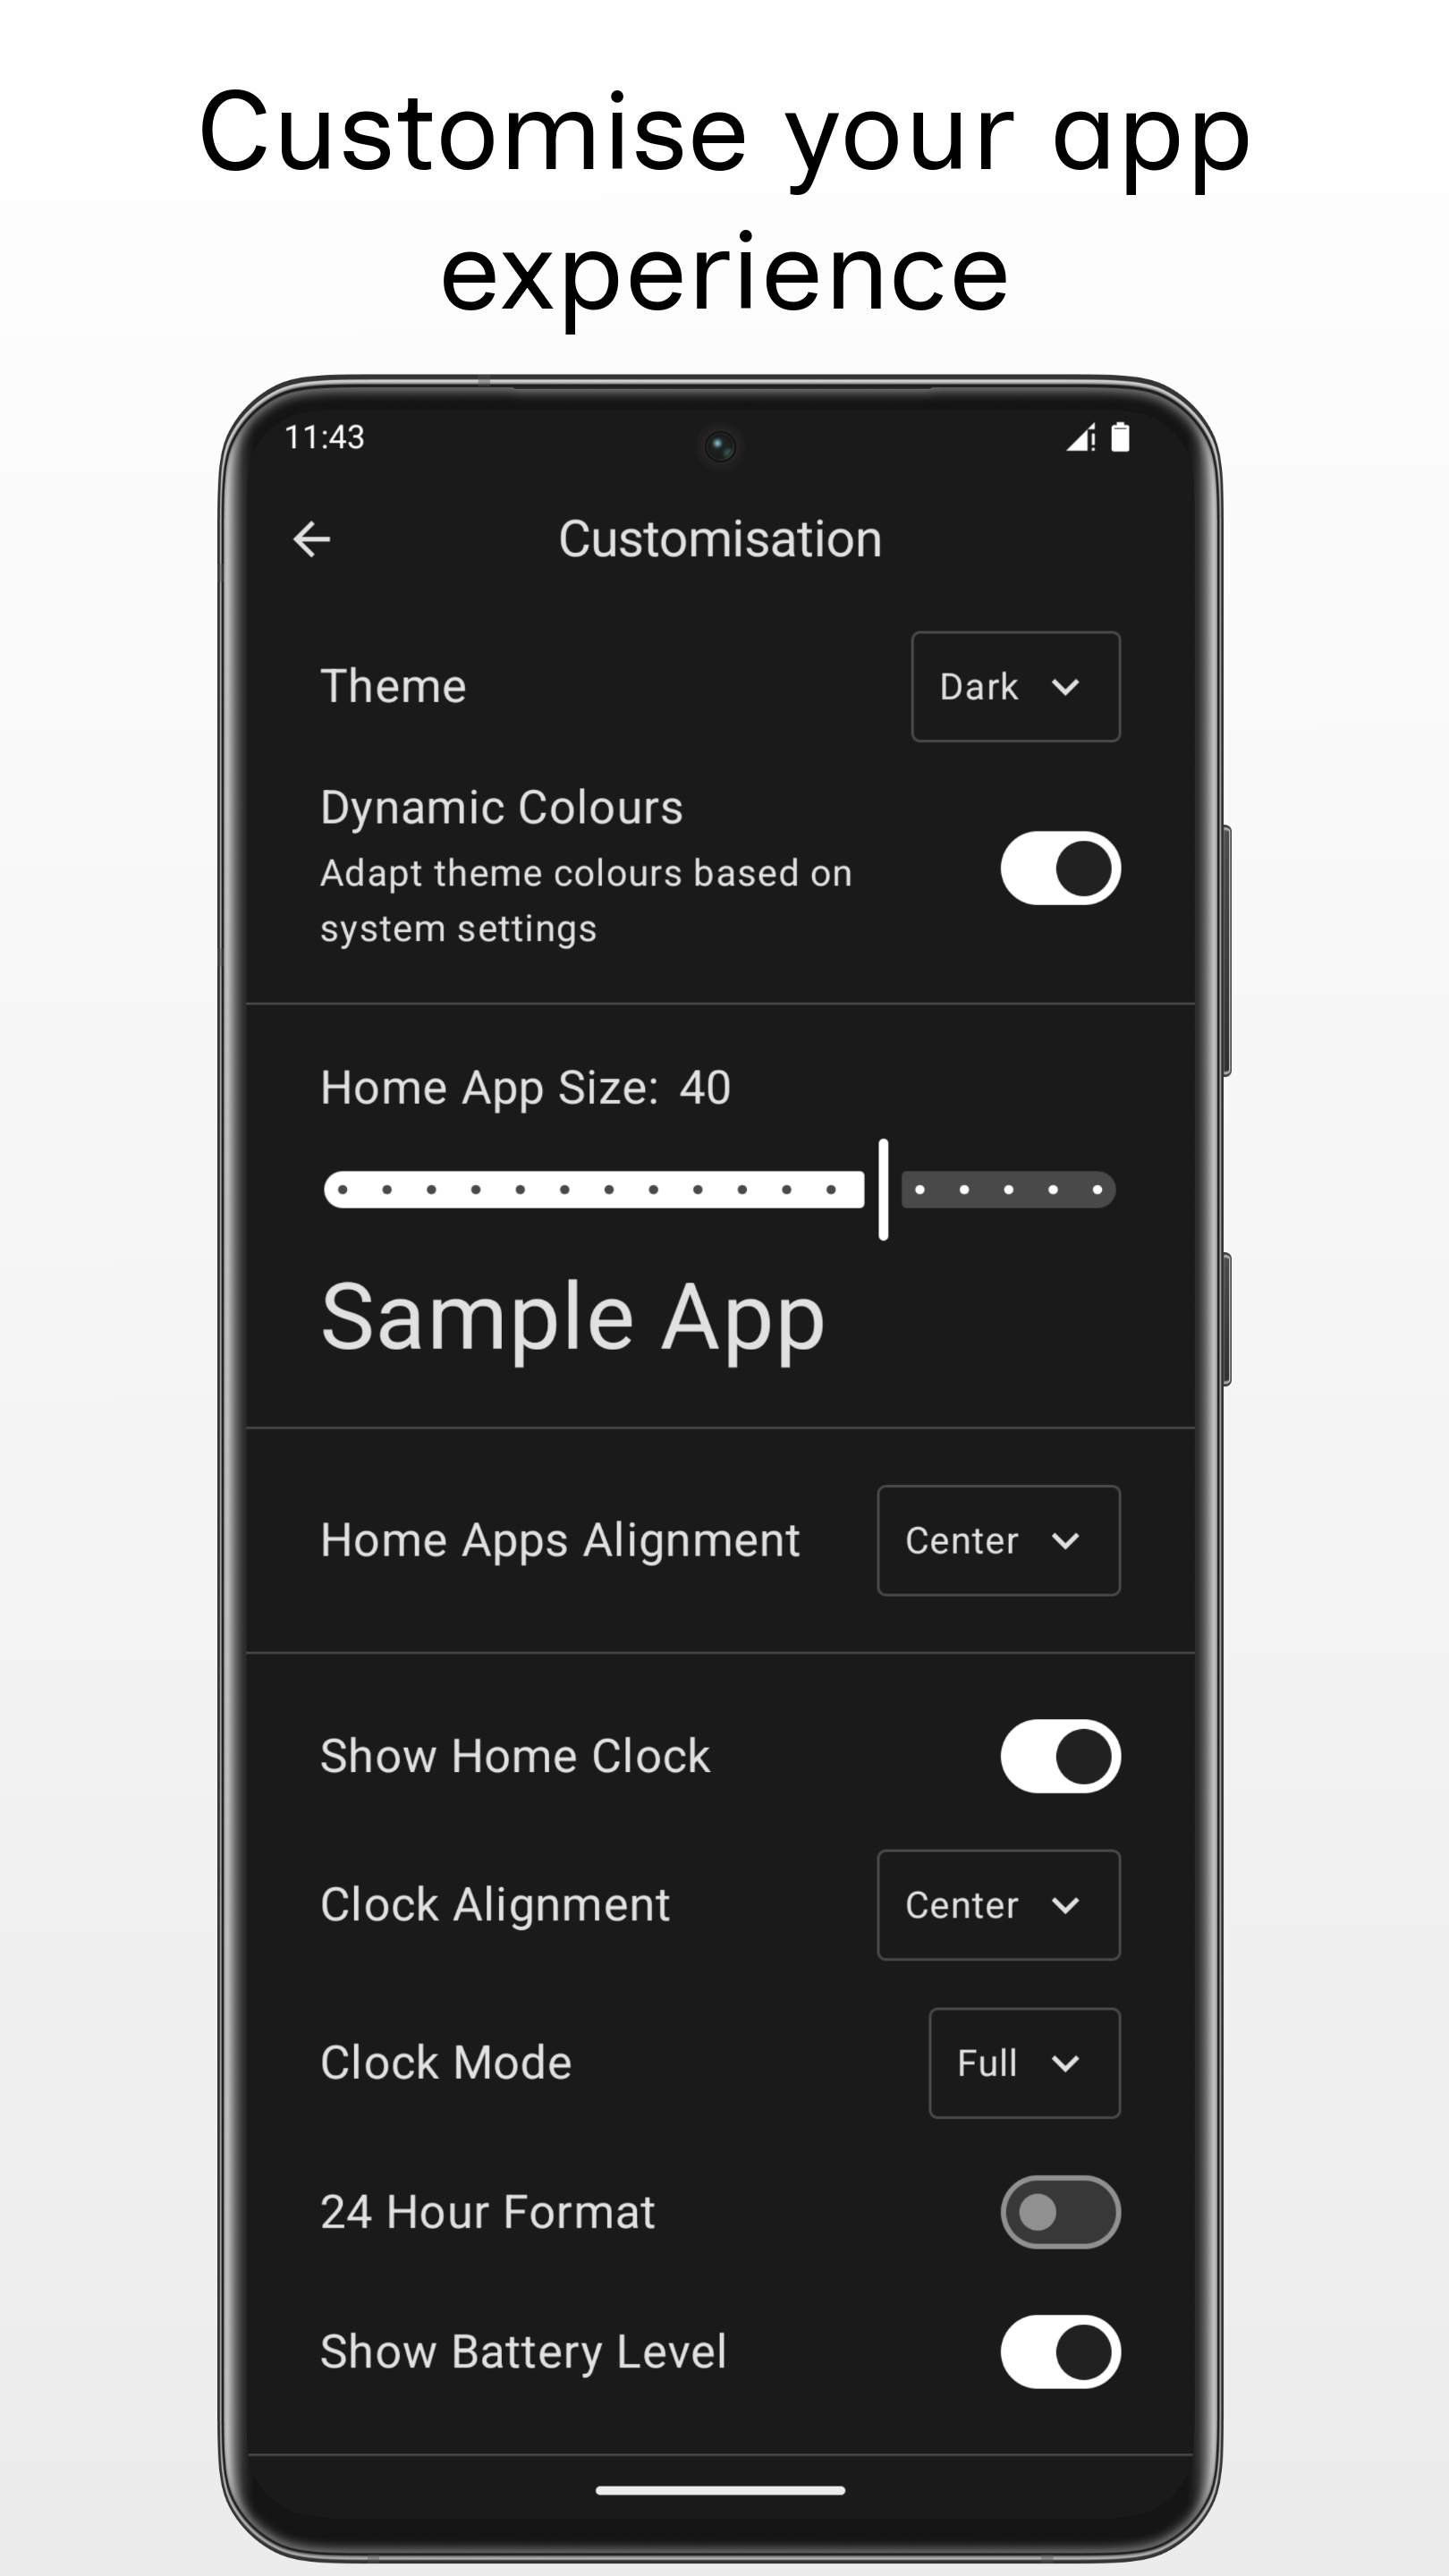 Customise your app
experience
11:43
Customisation
Theme
Dark
Dynamic Colours
Adapt theme colours based on
system settings
Home App Size: 40
Sample App
Home Apps Alignment
Center
Show Home Clock
Clock Alignment
Center
Clock Mode
Full
24 Hour Format
Show Battery Level